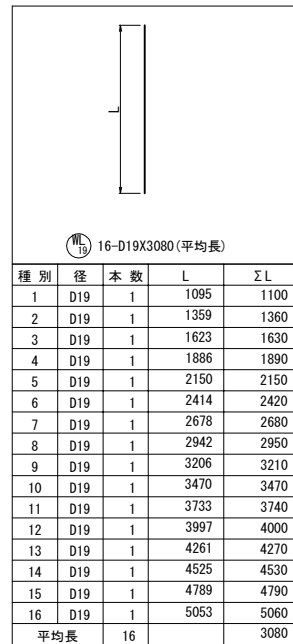 L
WL 19 16-D19X3080(平均長)
種 別 径 本 数 L ΣL
1 D19 1 1095 1100
2 D19 1 1359 1360
3 D19 1 1623 1630
4 D19 1 1886 1890
5 D19 1 2150 2150
6 D19 1 2414 2420
7 D19 1 2678 2680
8 D19 1 2942 2950
9 D19 1 3206 3210
10 D19 1 3470 3470
11 D19 1 3733 3740
12 D19 1 3997 4000
13 D19 1 4261 4270
14 D19 1 4525 4530
15 D19 1 4789 4790
16 D19 1 5053 5060
平均長 16 3080